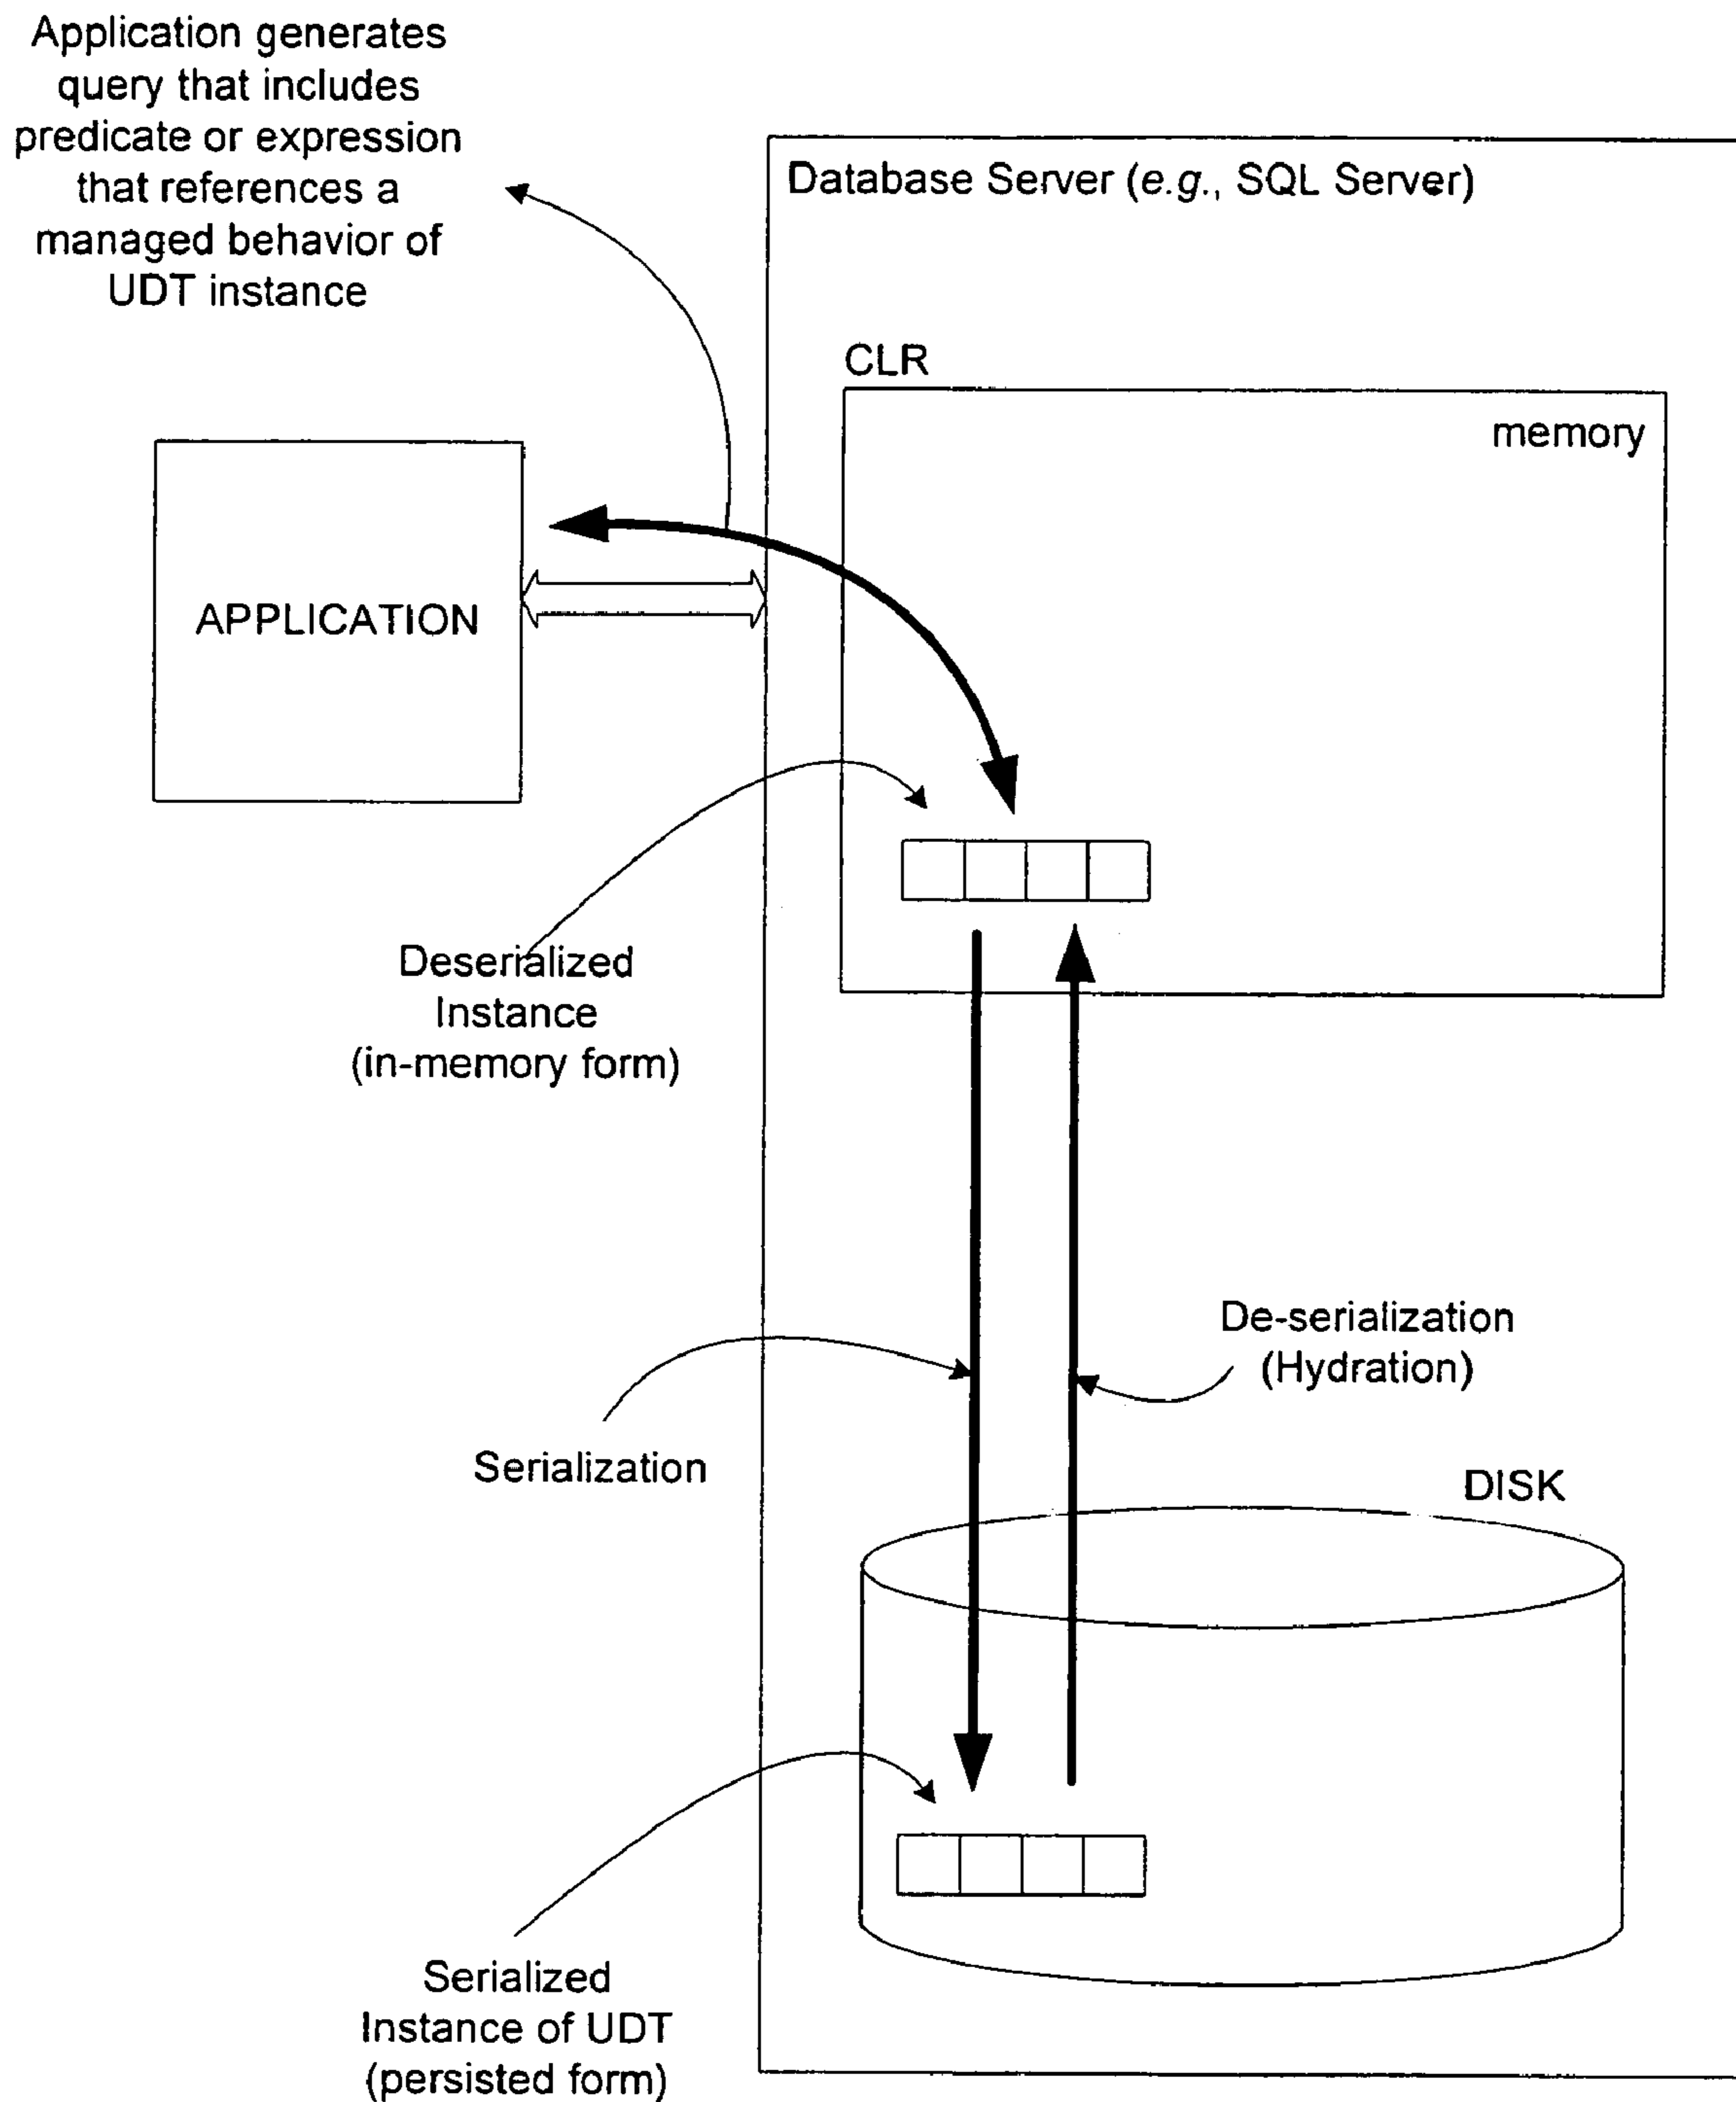 Application generates
query that includes
predicate or expression
that references a
managed behavior of
UDT instance
Database Server (e.g., SQL Server)
CLR
memory
APPLICATION
Deserialized
Instance
(in-memory form)
De-serialization
(Hydration)
Serialization
DISK
Serialized
Instance of UDT
(persisted form)